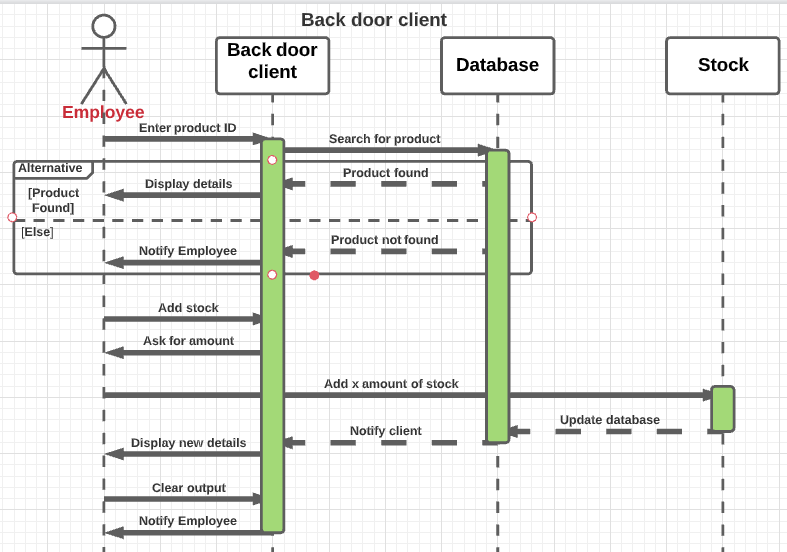 Back door client
Back door
client
Database
Stock
Employee
Enter product ID
Search for product
Alternative
Product found
Display details
[Product
Found]
[Else]
Product not found
Notify Employee
Add stock
Ask for amount
Add x amount of stock
Update database
Notify client
Display new details
Clear output
Notify Employee